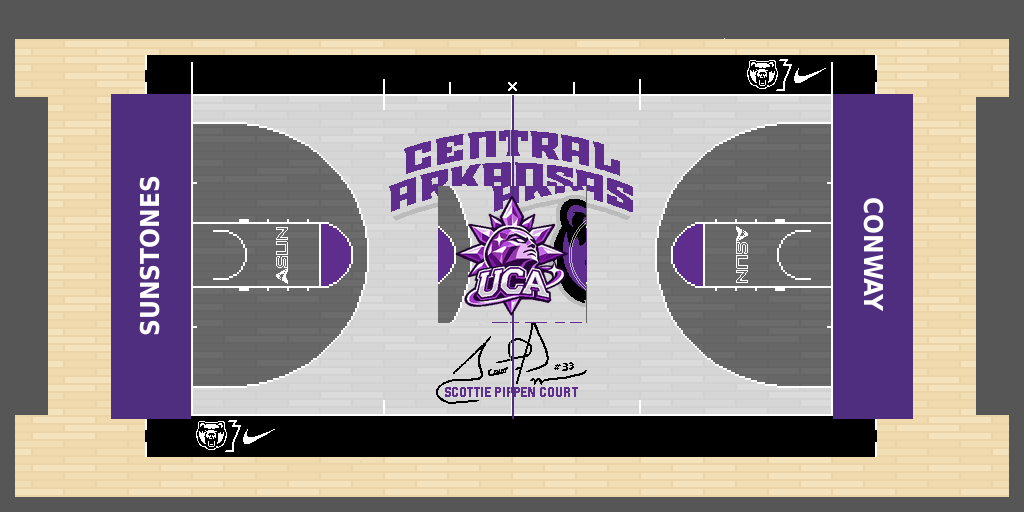 CENTRAL
ARKANSAS
SUNSTONES
ASUN
UCA
ASUN
CONWAY
#33
SCOTTIE PIPPEN COURT